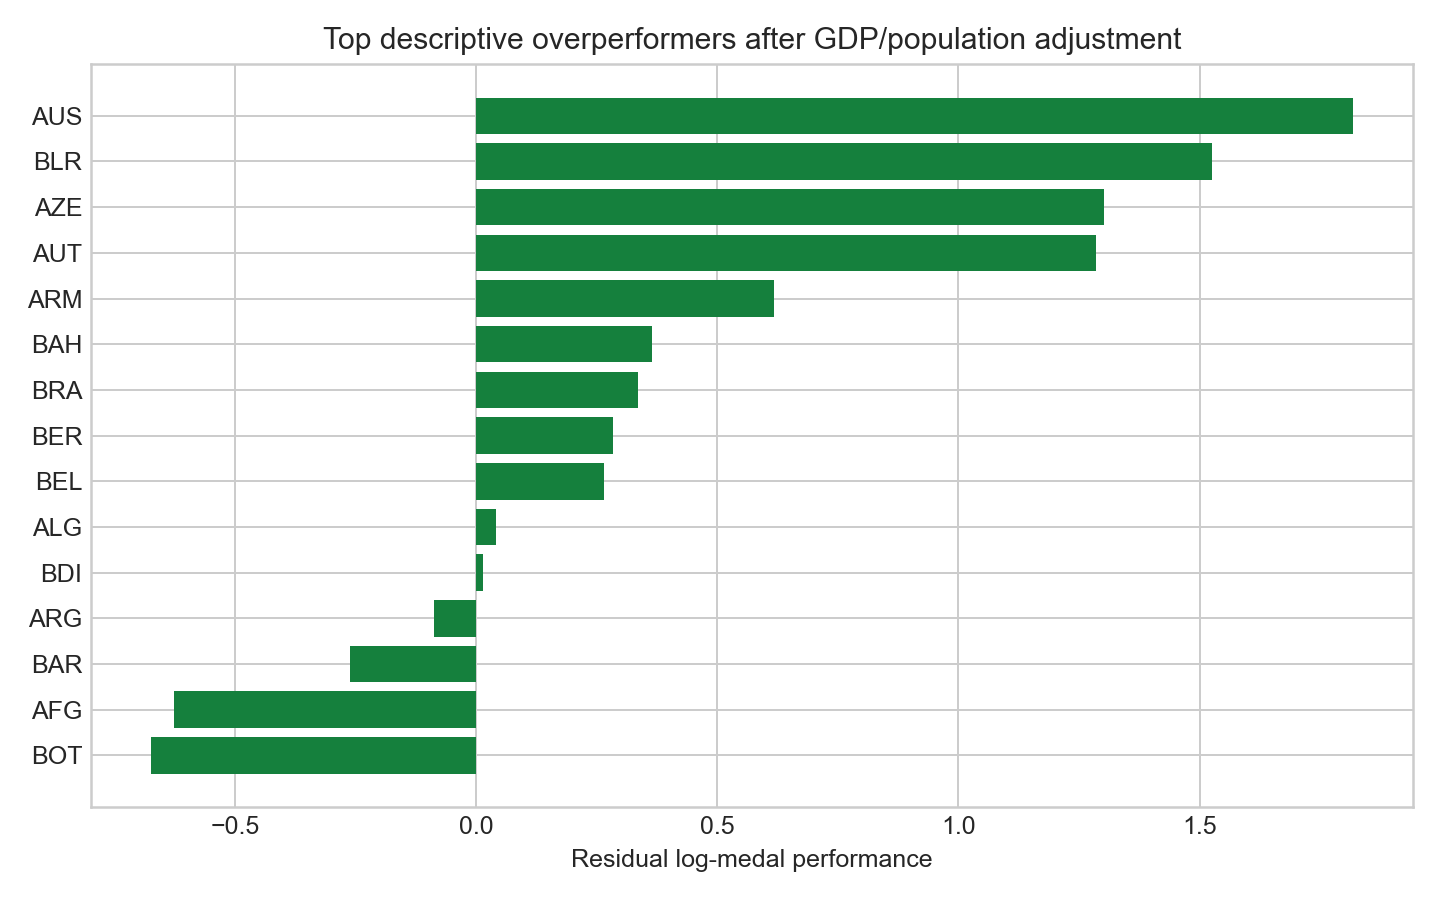 Top descriptive overperformers after GDP/population adjustment
AUS
BLR
AZE
AUT
ARM
BAH
BRA
BER
BEL
ALG
BDI
ARG
BAR
AFG
BOT
−0.5 0.0 0.5 1.0 1.5
Residual log-medal performance